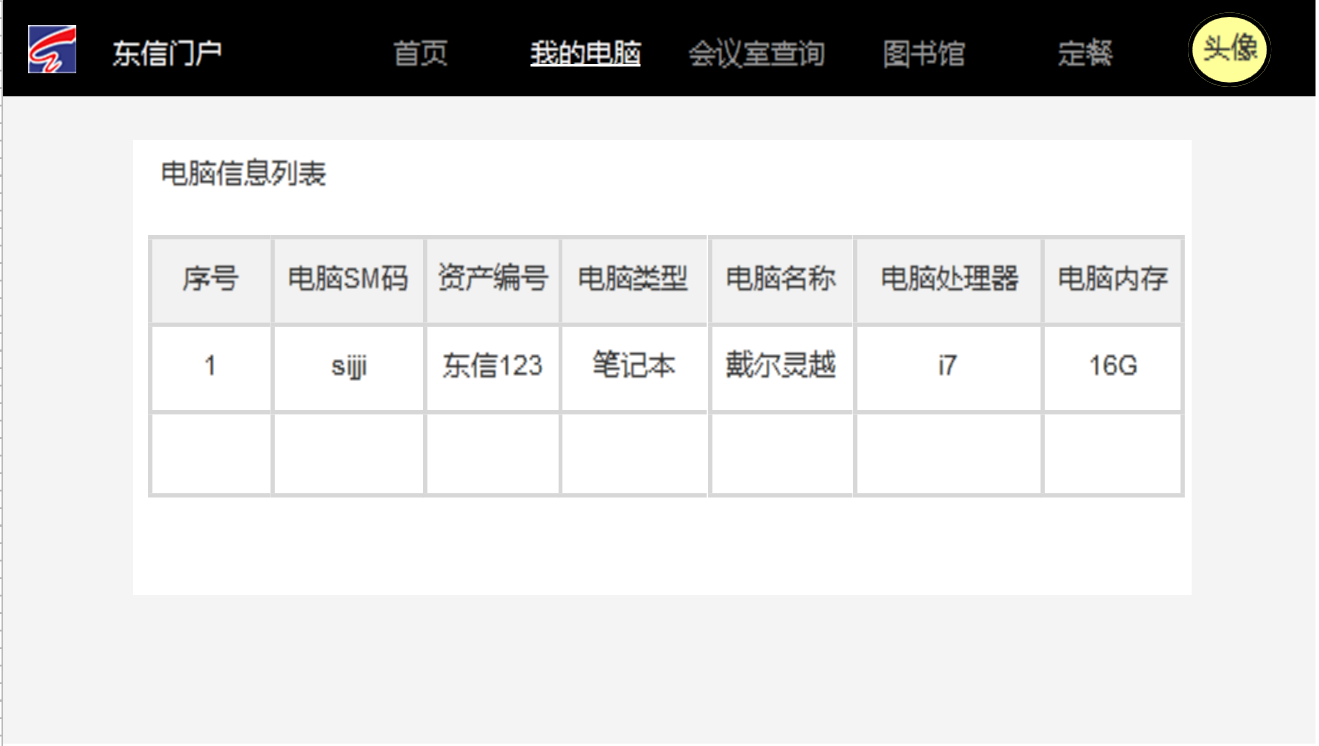 东信门户 首页 我的电脑 会议室查询 图书馆 定餐 头像
电脑信息列表
序号 电脑SM码 资产编号 电脑类型 电脑名称 电脑处理器 电脑内存
1 sijji 东信123 笔记本 戴尔灵越 i7 16G